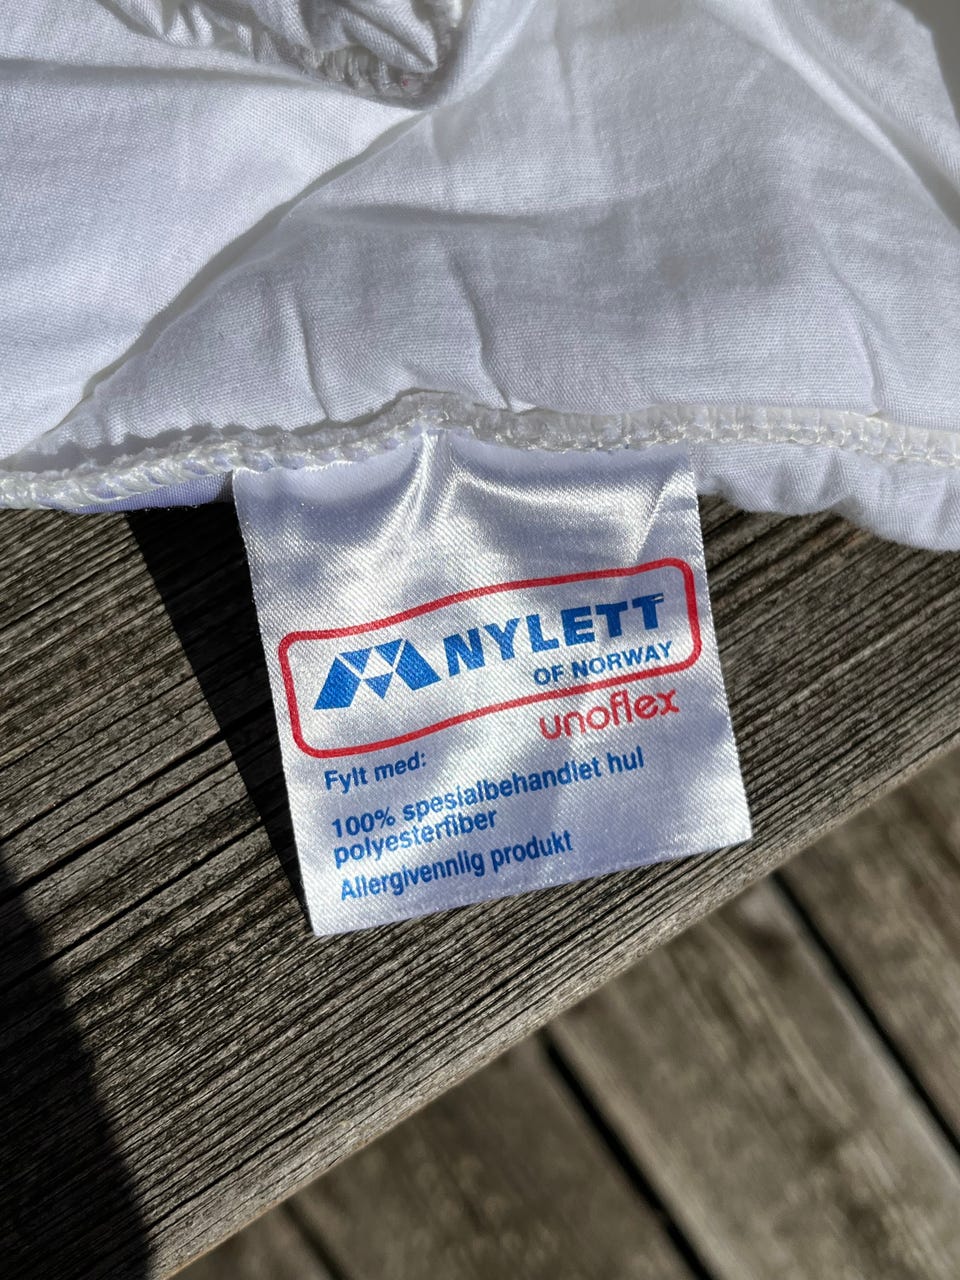 NYLETT
OF NORWAY
unoflex
Fylt med:
100% spesialbehandlet hul
polyesterfiber
Allergivennlig produkt